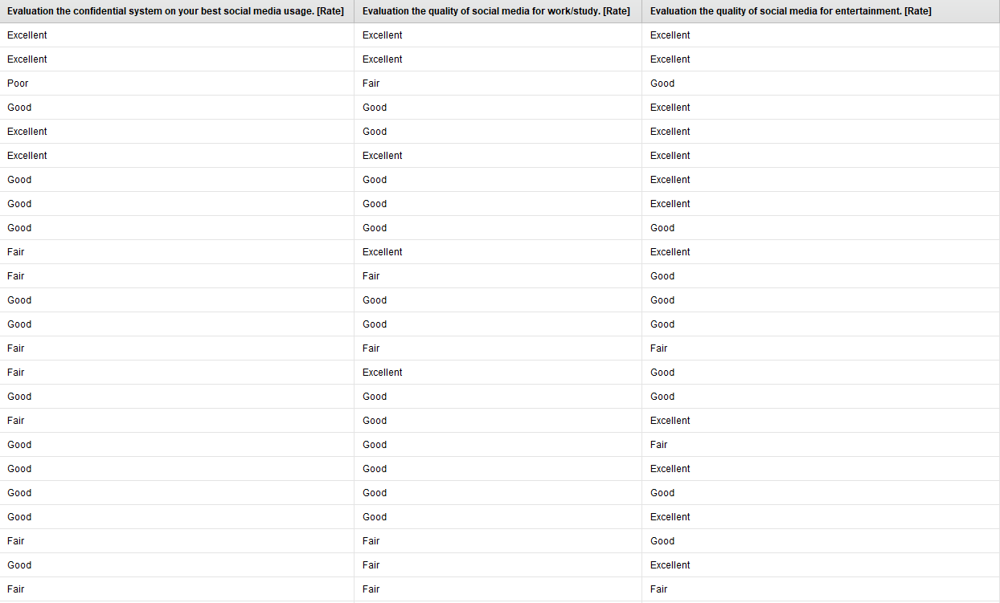 Evaluation the confidential system on your best social media usage. [Rate] Evaluation the quality of social media for work/study. [Rate] Evaluation the quality of social media for entertainment. [Rate]
Excellent Excellent Excellent
Excellent Excellent Excellent
Poor Fair Good
Good Good Excellent
Excellent Good Excellent
Excellent Excellent Excellent
Good Good Excellent
Good Good Excellent
Good Good Good
Fair Excellent Excellent
Fair Fair Good
Good Good Good
Good Good Good
Fair Fair Fair
Fair Excellent Good
Good Good Good
Fair Good Excellent
Good Good Fair
Good Good Excellent
Good Good Good
Good Good Excellent
Fair Fair Good
Good Fair Excellent
Fair Fair Fair